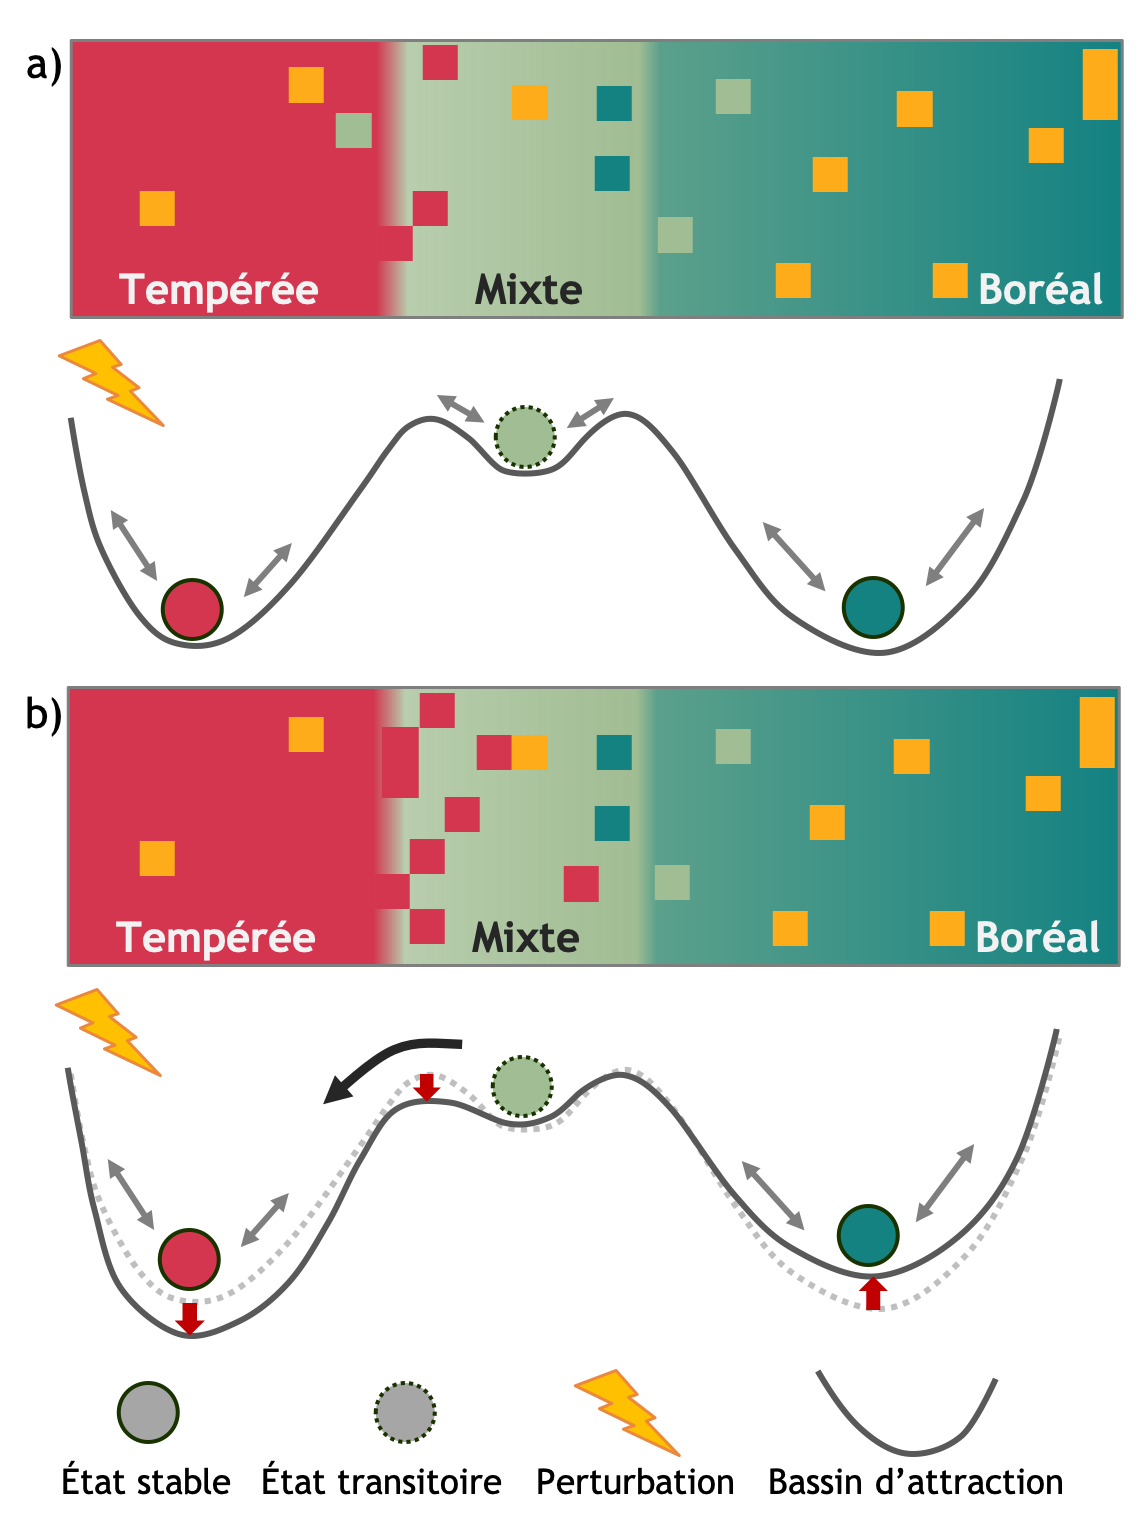 a)
Tempérée Mixte Boréal
b)
Tempérée Mixte Boréal
État stable État transitoire Perturbation Bassin d'attraction